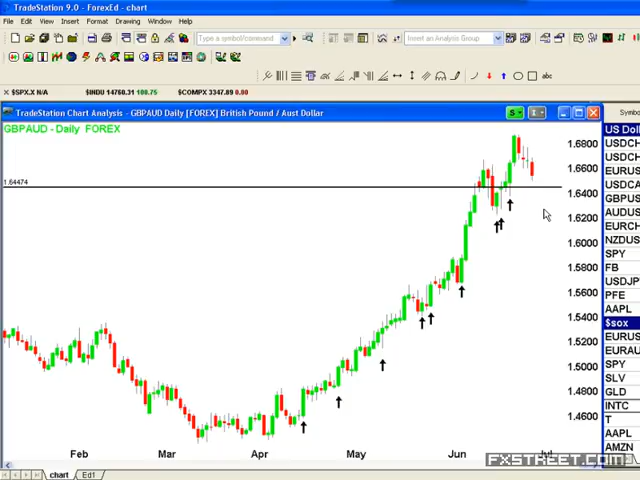 TradeStation 9.0 - ForexEd - chart
File Edit View Insert Format Drawing Window Help
Type a symbol/command
Insert an Analysis Group
abc
$SPX.X N/A $INDU 14760.31 100.75 $COMPX 3347.89 0.00
TradeStation Chart Analysis - GBPAUD Daily [FOREX] British Pound / Aust Dollar
S
I
GBPAUD - Daily FOREX
1.64474
1.6800
1.6600
1.6400
1.6200
1.6000
1.5800
1.5600
1.5400
1.5200
1.5000
1.4800
1.4600
Feb Mar Apr May Jun Jul
Symbo
US Doll
USDCH
EURUS
USDCA
GBPUS
AUDUS
EURCH
NZDUS
SPY
FB
USDJP
PFE
AAPL
$sox
EURUS
EURAU
SPY
SLV
GLD
INTC
T
AAPL
AMZN
chart Ed1
FXSTREET.COM